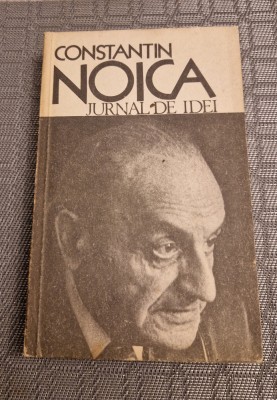 CONSTANTIN
NOICA
JURNAL DE IDEI